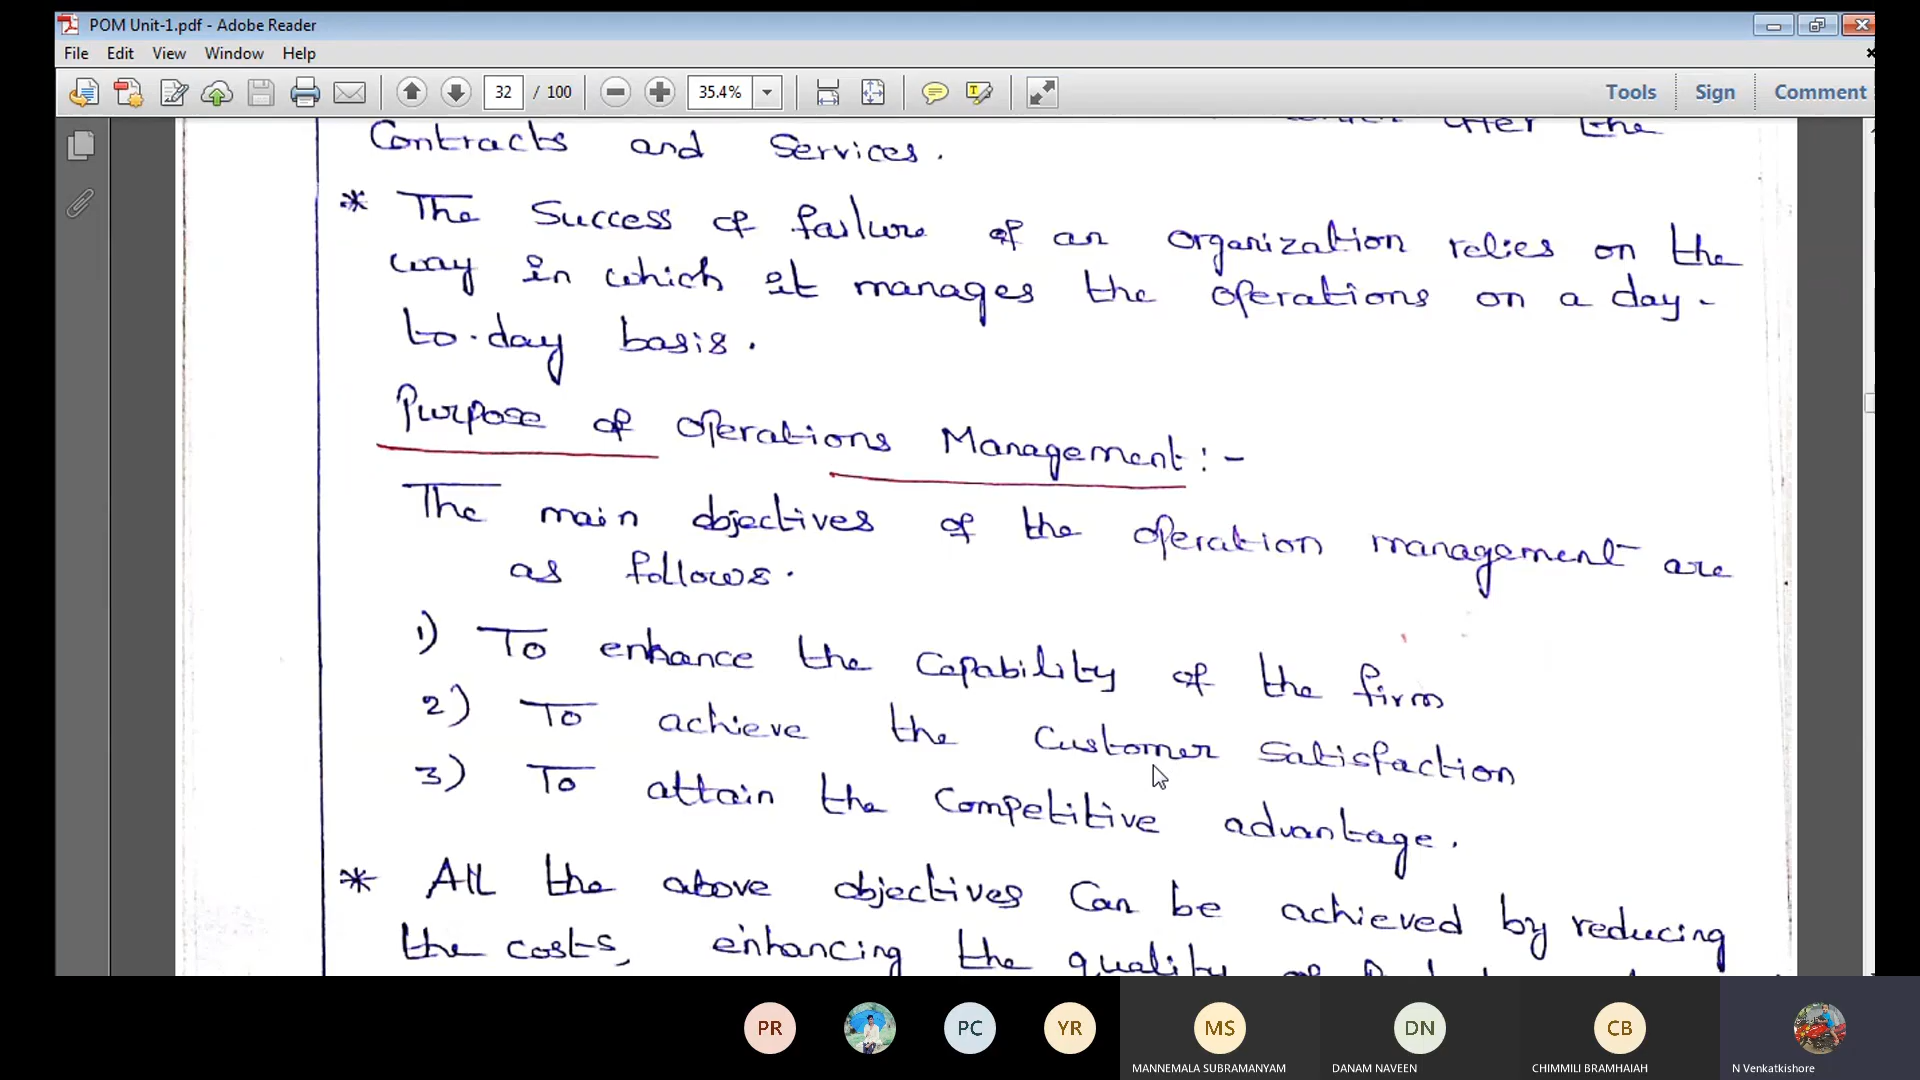 POM Unit-1.pdf - Adobe Reader
File Edit View Window Help
32 / 100 35.4% Tools Sign Comment
after the
Contracts and Services.
* The Success of failure of an organization relies on the
way in which it manages the operations on a day-
to-day basis.
Purpose of operations Management :-
The main objectives of the operation management are
as follows.
1) To enhance the Capability of the firm
2) To achieve the Customer Satisfaction
3) To attain the Competitive advantage.
* All the above objectives Can be achieved by reducing
the costs, enhancing the quality of
PR PC YR MS DN CB
MANNEMALA SUBRAMANYAM DANAM NAVEEN CHIMMILI BRAMHAIAH N Venkatkishore